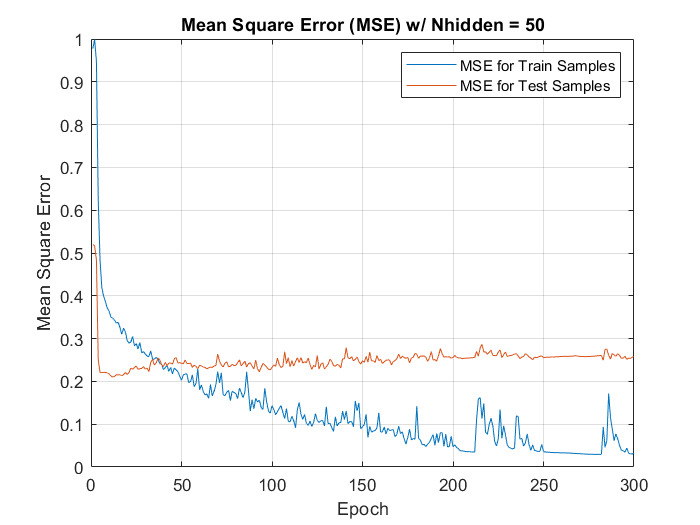 Mean Square Error (MSE) w/ Nhidden = 50
MSE for Train Samples
MSE for Test Samples
Mean Square Error
1
0.9
0.8
0.7
0.6
0.5
0.4
0.3
0.2
0.1
0
0 50 100 150 200 250 300
Epoch